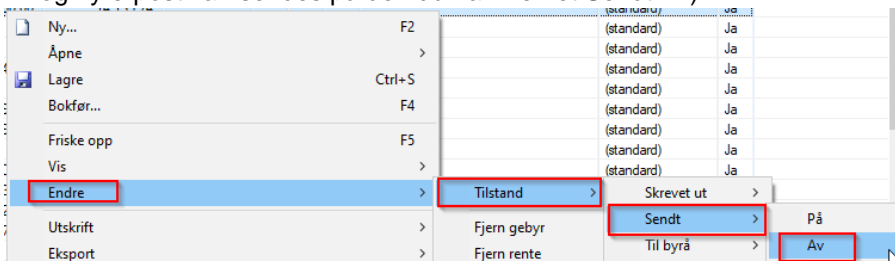 Ny... F2 (standard) Ja
Åpne > (standard) Ja
Lagre Ctrl+S (standard) Ja
Bokfør... F4 (standard) Ja
(standard) Ja
Friske opp F5 (standard) Ja
Vis > (standard) Ja
(standard) Ja
Endre > Tilstand > Skrevet ut >
Utskrift > Fjern gebyr Sendt > På
Eksport > Fjern rente Til byrå > Av